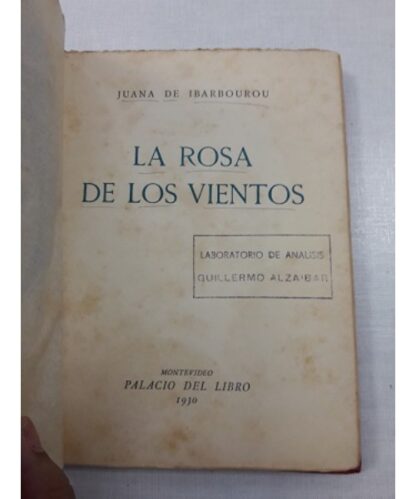 JUANA DE IBARBOUROU
LA ROSA
DE LOS VIENTOS
LABORATORIO DE ANALISIS
GUILLERMO ALZAIBAR
MONTEVIDEO
PALACIO DEL LIBRO
1930